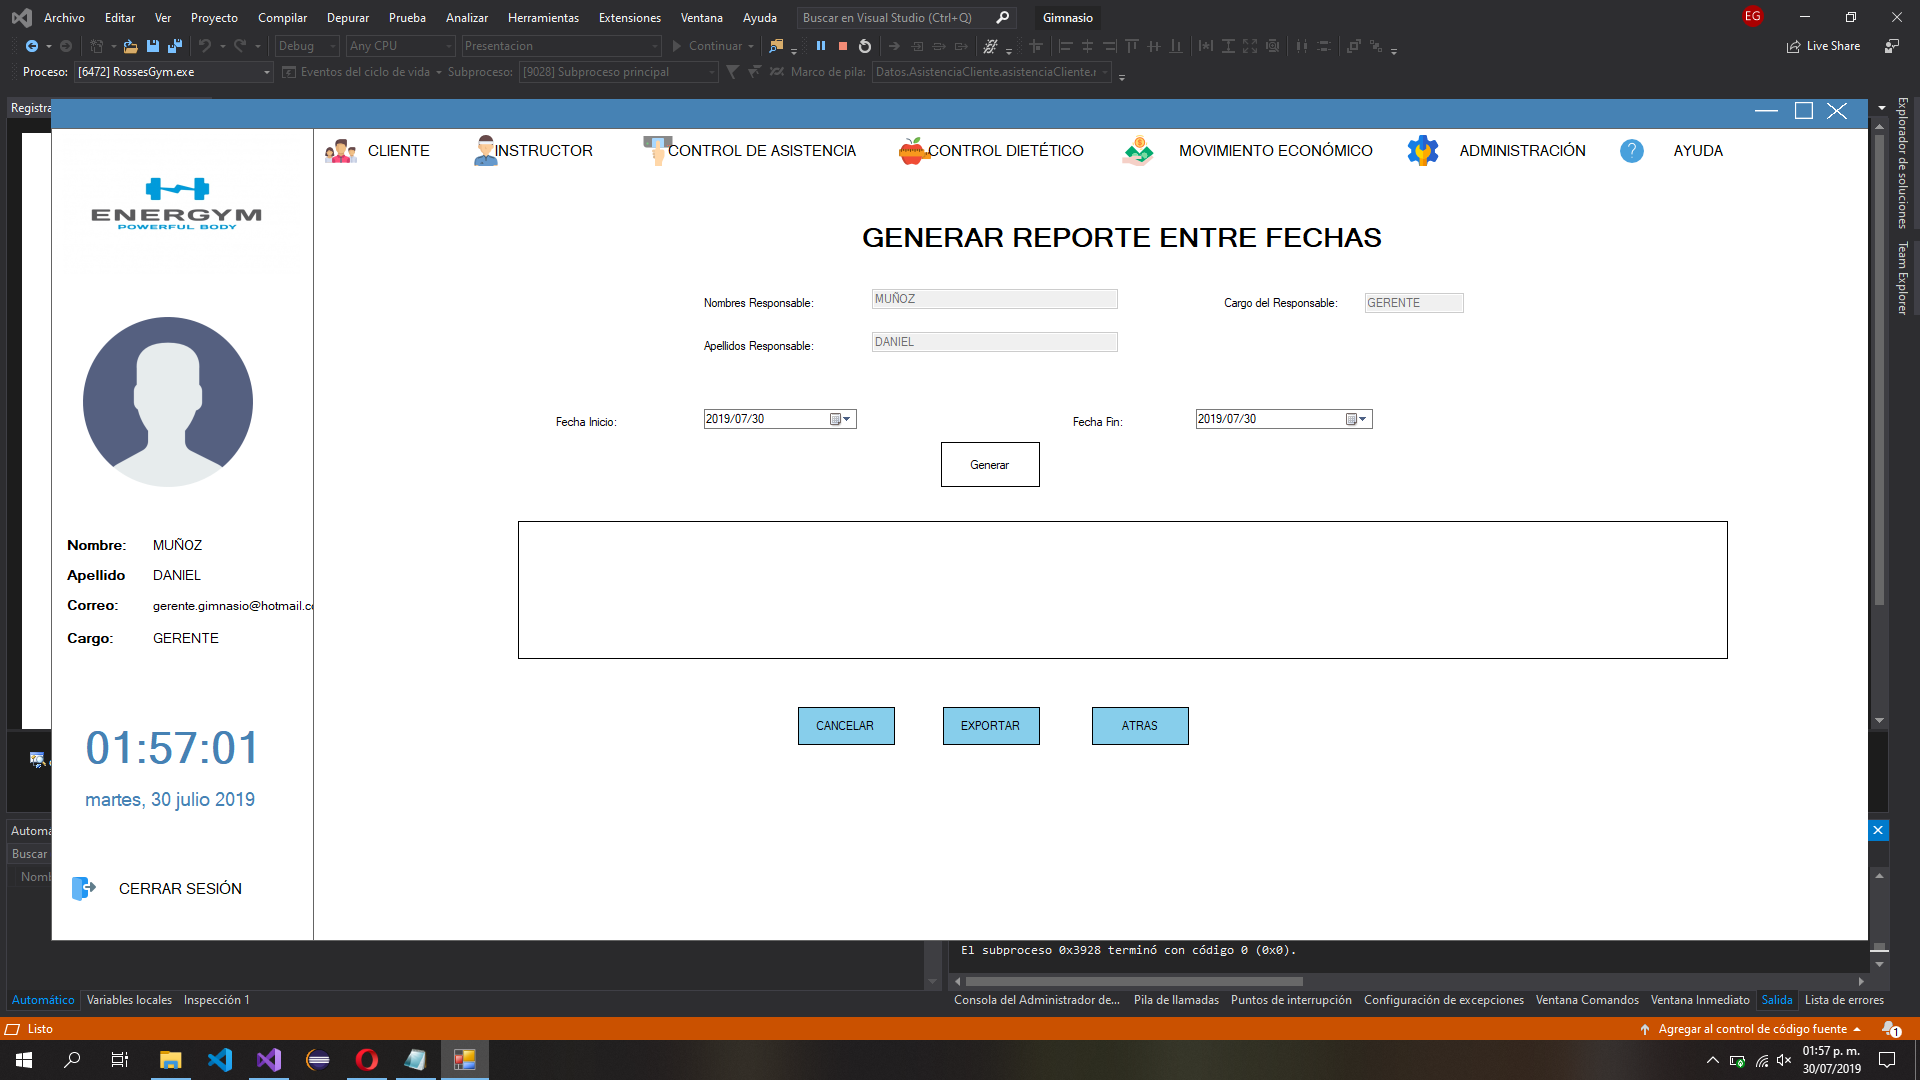 Archivo Editar Ver Proyecto Compilar Depurar Prueba Analizar Herramientas Extensiones Ventana Ayuda Buscar en Visual Studio (Ctrl+Q) Gimnasio EG
Debug Any CPU Presentacion Continuar Live Share
Proceso: [6472] RossesGym.exe Eventos del ciclo de vida Subproceso: [9028] Subproceso principal Marco de pila: Datos.AsistenciaCliente.asistenciaCliente.r
Registra
Explorador de soluciones
Team Explorer
CLIENTE INSTRUCTOR CONTROL DE ASISTENCIA CONTROL DIETÉTICO MOVIMIENTO ECONÓMICO ADMINISTRACIÓN ? AYUDA
ENERGYM
POWERFUL BODY
GENERAR REPORTE ENTRE FECHAS
Nombres Responsable: MUÑOZ Cargo del Responsable: GERENTE
Apellidos Responsable: DANIEL
Fecha Inicio: 2019/07/30 Fecha Fin: 2019/07/30
Generar
Nombre: MUÑOZ
Apellido DANIEL
Correo: gerente.gimnasio@hotmail.co
Cargo: GERENTE
CANCELAR EXPORTAR ATRAS
01:57:01
martes, 30 julio 2019
CERRAR SESIÓN
Automá
Buscar
Nomb
El subproceso 0x3928 terminó con código 0 (0x0).
Automático Variables locales Inspección 1
Consola del Administrador de... Pila de llamadas Puntos de interrupción Configuración de excepciones Ventana Comandos Ventana Inmediato Salida Lista de errores
Listo Agregar al control de código fuente 1
01:57 p. m.
30/07/2019